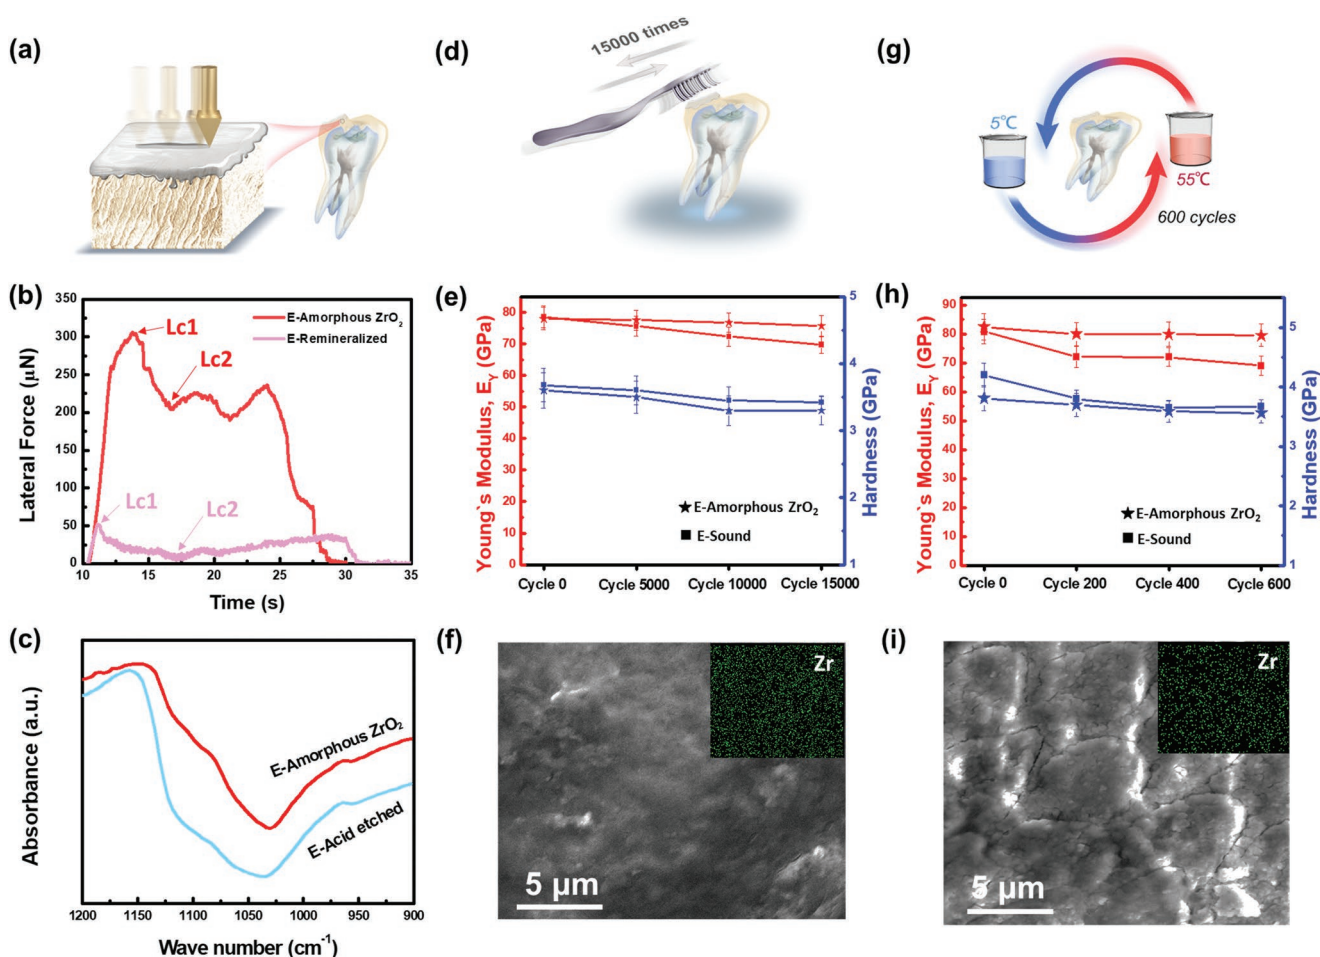 (a)
(d)
15000 times
(g)
5℃
55℃
600 cycles
(b)
350
300
250
200
150
100
50
0
Lateral Force (µN)
Lc1
Lc2
E-Amorphous ZrO2
E-Remineralized
Lc1
Lc2
10 15 20 25 30 35
Time (s)
(e)
80
70
60
50
40
30
20
10
0
Young`s Modulus, EY (GPa)
5
4
3
2
1
Hardness (GPa)
E-Amorphous ZrO2
E-Sound
Cycle 0 Cycle 5000 Cycle 10000 Cycle 15000
(h)
90
80
70
60
50
40
30
20
10
0
Young`s Modulus, EY (GPa)
5
4
3
2
1
Hardness (GPa)
E-Amorphous ZrO2
E-Sound
Cycle 0 Cycle 200 Cycle 400 Cycle 600
(c)
Absorbance (a.u.)
E-Amorphous ZrO2
E-Acid etched
1200 1150 1100 1050 1000 950 900
Wave number (cm-1)
(f)
Zr
5 µm
(i)
Zr
5 µm